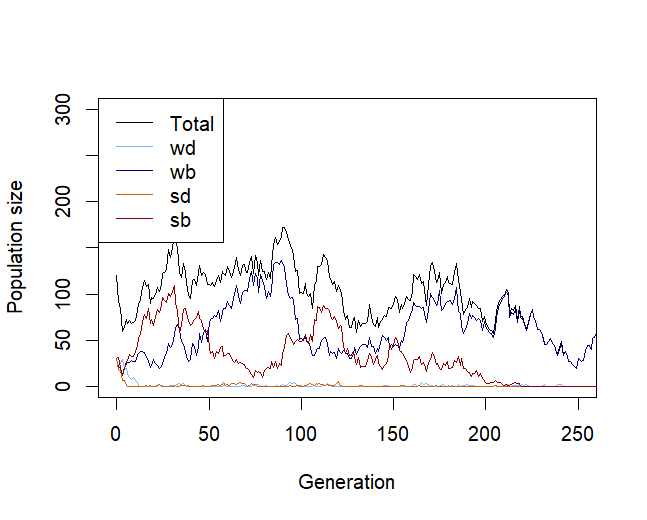 Total
wd
wb
sd
sb
Population size
300
200
100
50
0
0
50
100
150
200
250
Generation